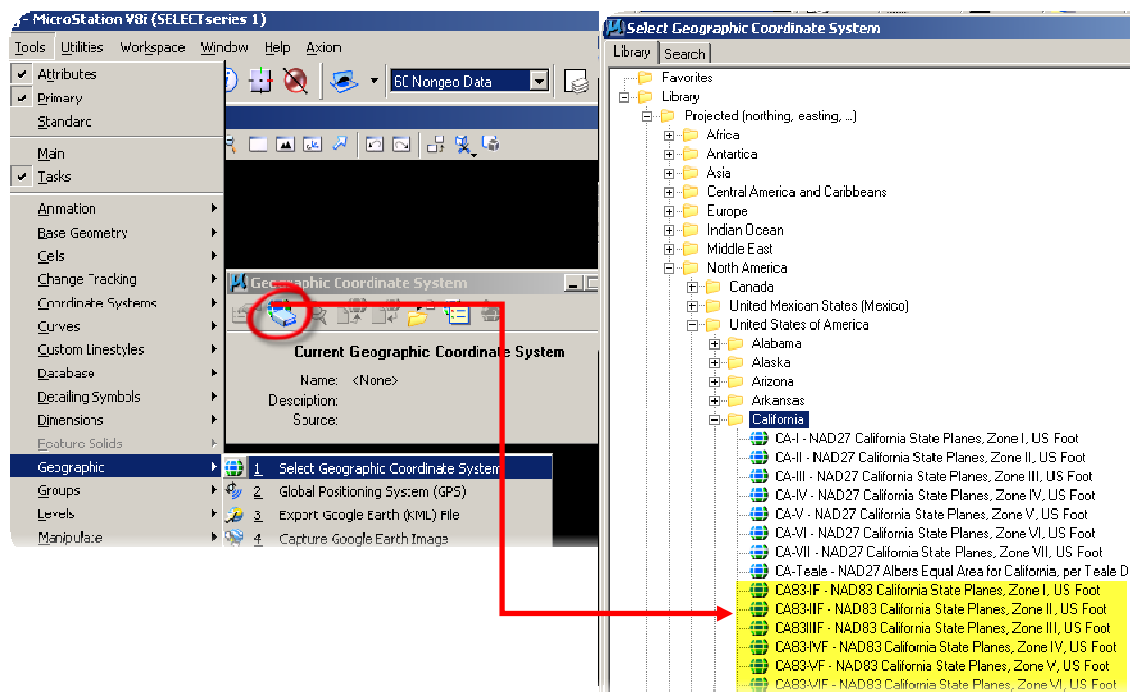 - MicroStation V8i (SELECTseries 1)
Tools Utilities Workspace Window Help Axion
Attributes
Primary
Standard
Main
Tasks
Animation
Base Geometry
Cells
Change Tracking
Coordinate Systems
Curves
Custom Linestyles
Database
Detailing Symbols
Dimensions
Feature Solids
Geographic
Groups
Levels
Manipulate
6C Nongeo Data
Geographic Coordinate System
Current Geographic Coordinate System
Name: <None>
Description:
Source:
1 Select Geographic Coordinate System
2 Global Positioning System (GPS)
3 Export Google Earth (KML) File
4 Capture Google Earth Image
Select Geographic Coordinate System
Library Search
Favorites
Library
Projected (northing, easting, ...)
Africa
Antartica
Asia
Central America and Caribbeans
Europe
Indian Ocean
Middle East
North America
Canada
United Mexican States (Mexico)
United States of America
Alabama
Alaska
Arizona
Arkansas
California
CA-I - NAD27 California State Planes, Zone I, US Foot
CA-II - NAD27 California State Planes, Zone II, US Foot
CA-III - NAD27 California State Planes, Zone III, US Foot
CA-IV - NAD27 California State Planes, Zone IV, US Foot
CA-V - NAD27 California State Planes, Zone V, US Foot
CA-VI - NAD27 California State Planes, Zone VI, US Foot
CA-VII - NAD27 California State Planes, Zone VII, US Foot
CA-Teale - NAD27 Albers Equal Area for California, per Teale D
CA83-IF - NAD83 California State Planes, Zone I, US Foot
CA83-IIF - NAD83 California State Planes, Zone II, US Foot
CA83-IIIF - NAD83 California State Planes, Zone III, US Foot
CA83-IVF - NAD83 California State Planes, Zone IV, US Foot
CA83-VF - NAD83 California State Planes, Zone V, US Foot
CA83-VIF - NAD83 California State Planes, Zone VI, US Foot